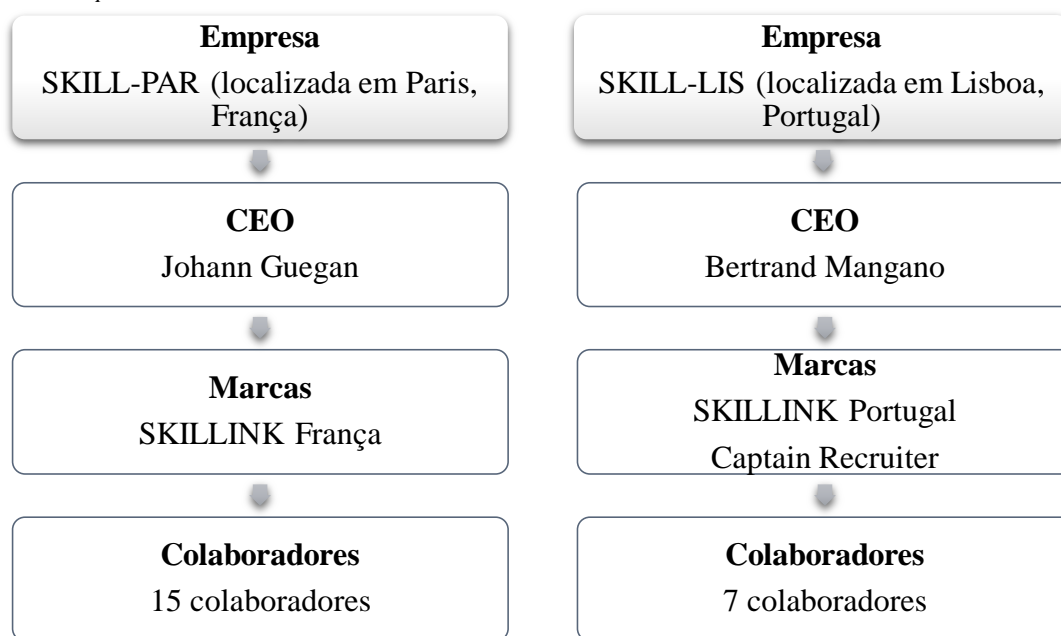 Empresa
SKILL-PAR (localizada em Paris,
França)
CEO
Johann Guegan
Marcas
SKILLINK França
Colaboradores
15 colaboradores
Empresa
SKILL-LIS (localizada em Lisboa,
Portugal)
CEO
Bertrand Mangano
Marcas
SKILLINK Portugal
Captain Recruiter
Colaboradores
7 colaboradores